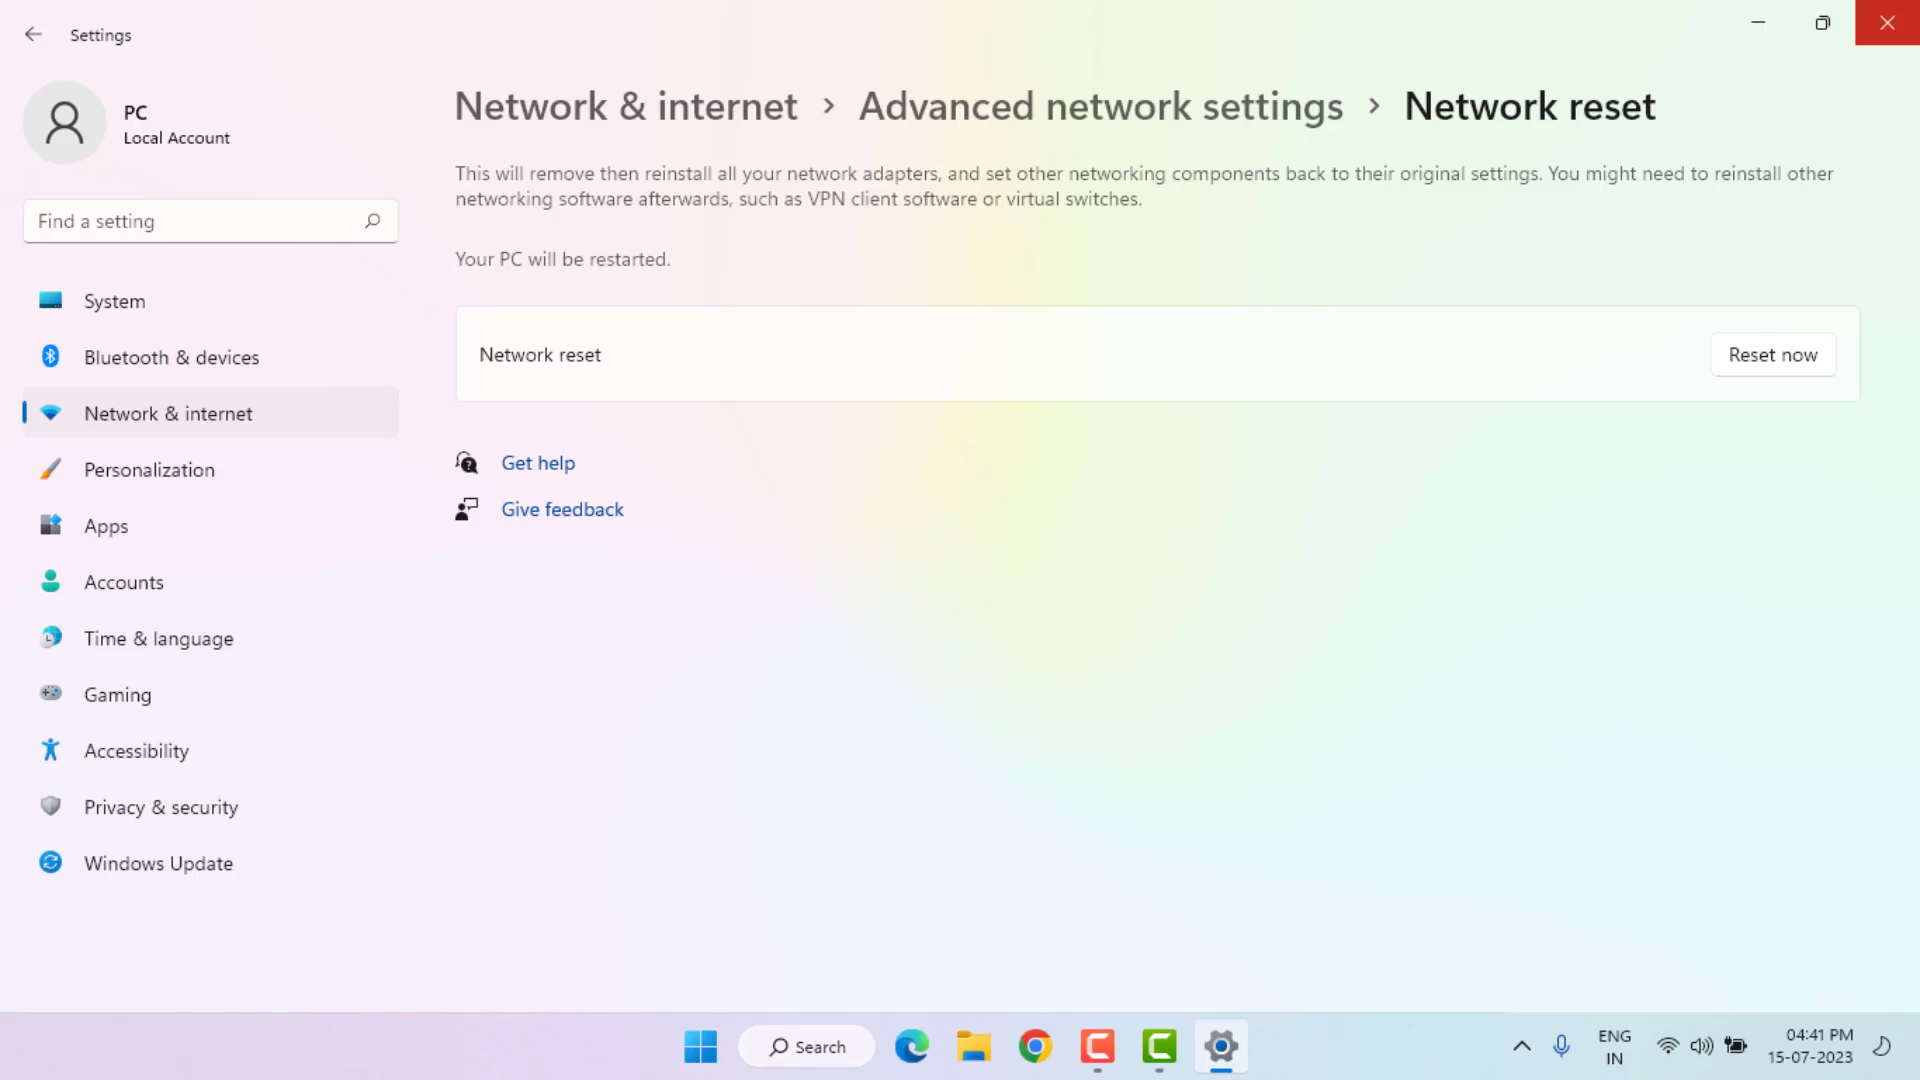 Settings
PC
Local Account
Find a setting
System
Bluetooth & devices
Network & internet
Personalization
Apps
Accounts
Time & language
Gaming
Accessibility
Privacy & security
Windows Update
Network & internet > Advanced network settings > Network reset
This will remove then reinstall all your network adapters, and set other networking components back to their original settings. You might need to reinstall other
networking software afterwards, such as VPN client software or virtual switches.
Your PC will be restarted.
Network reset
Reset now
Get help
Give feedback
Search
ENG
IN
04:41 PM
15-07-2023